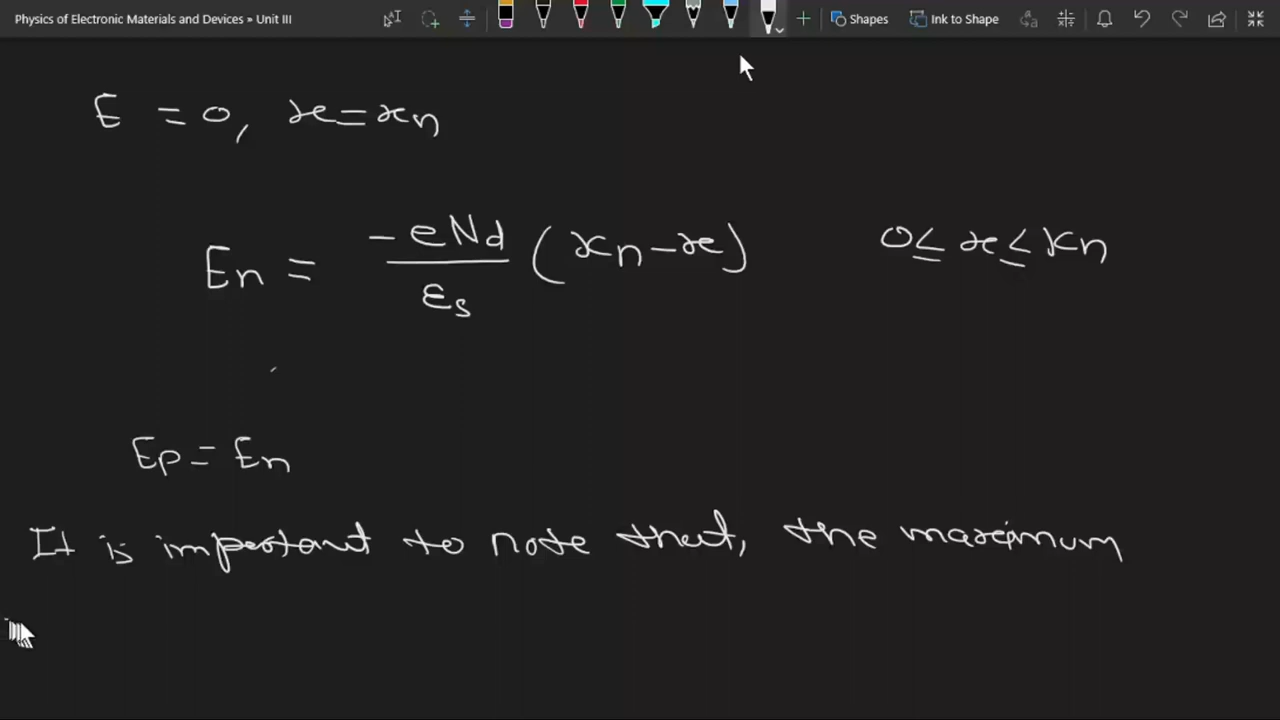 Physics of Electronic Materials and Devices » Unit III
Shapes
Ink to Shape
E = 0, x = xn
En = -eNd/εs (xn - x) 0 ≤ x ≤ xn
Ep = En
It is important to note that, the maximum